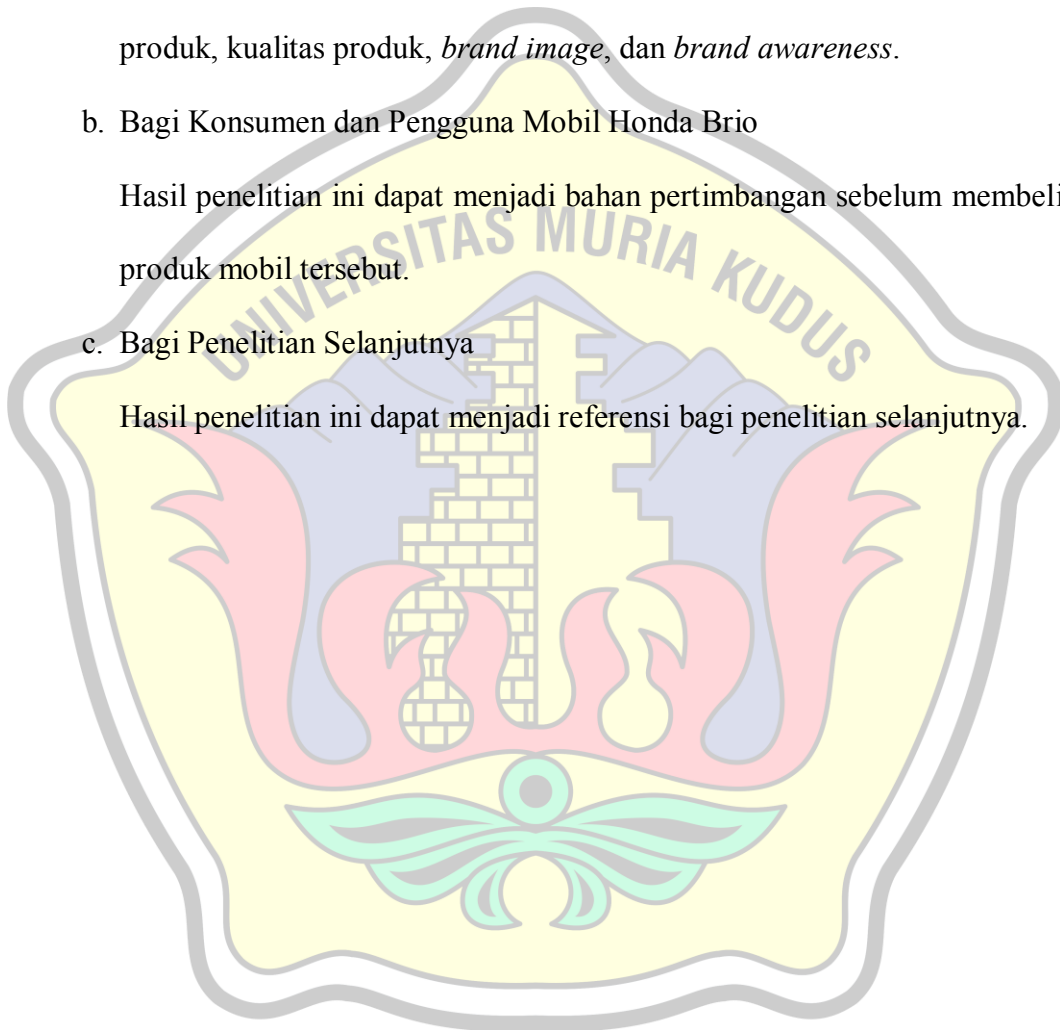 produk, kualitas produk, brand image, dan brand awareness.
b. Bagi Konsumen dan Pengguna Mobil Honda Brio
Hasil penelitian ini dapat menjadi bahan pertimbangan sebelum membeli
produk mobil tersebut.
c. Bagi Penelitian Selanjutnya
Hasil penelitian ini dapat menjadi referensi bagi penelitian selanjutnya.
UNIVERSITAS MURIA KUDUS